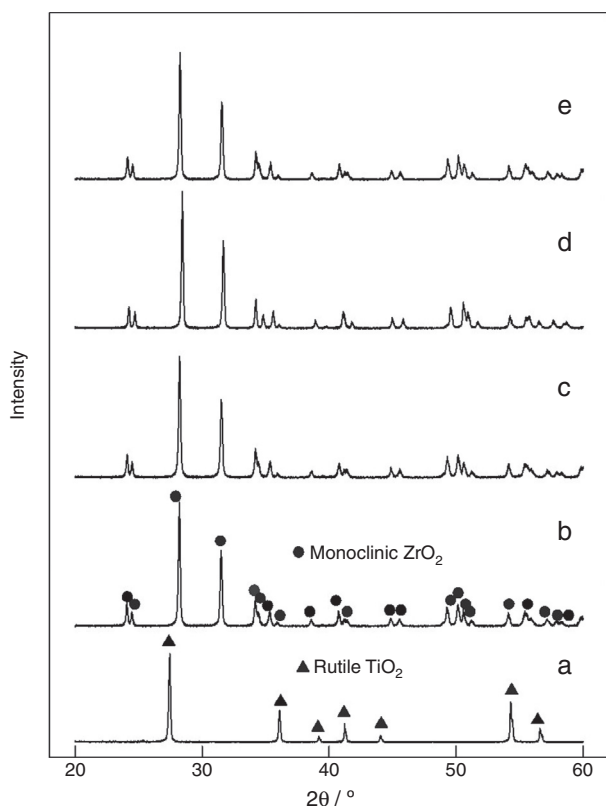 e
d
c
b
Monoclinic ZrO₂
a
Rutile TiO₂
Intensity
20 30 40 50 60
2θ / º